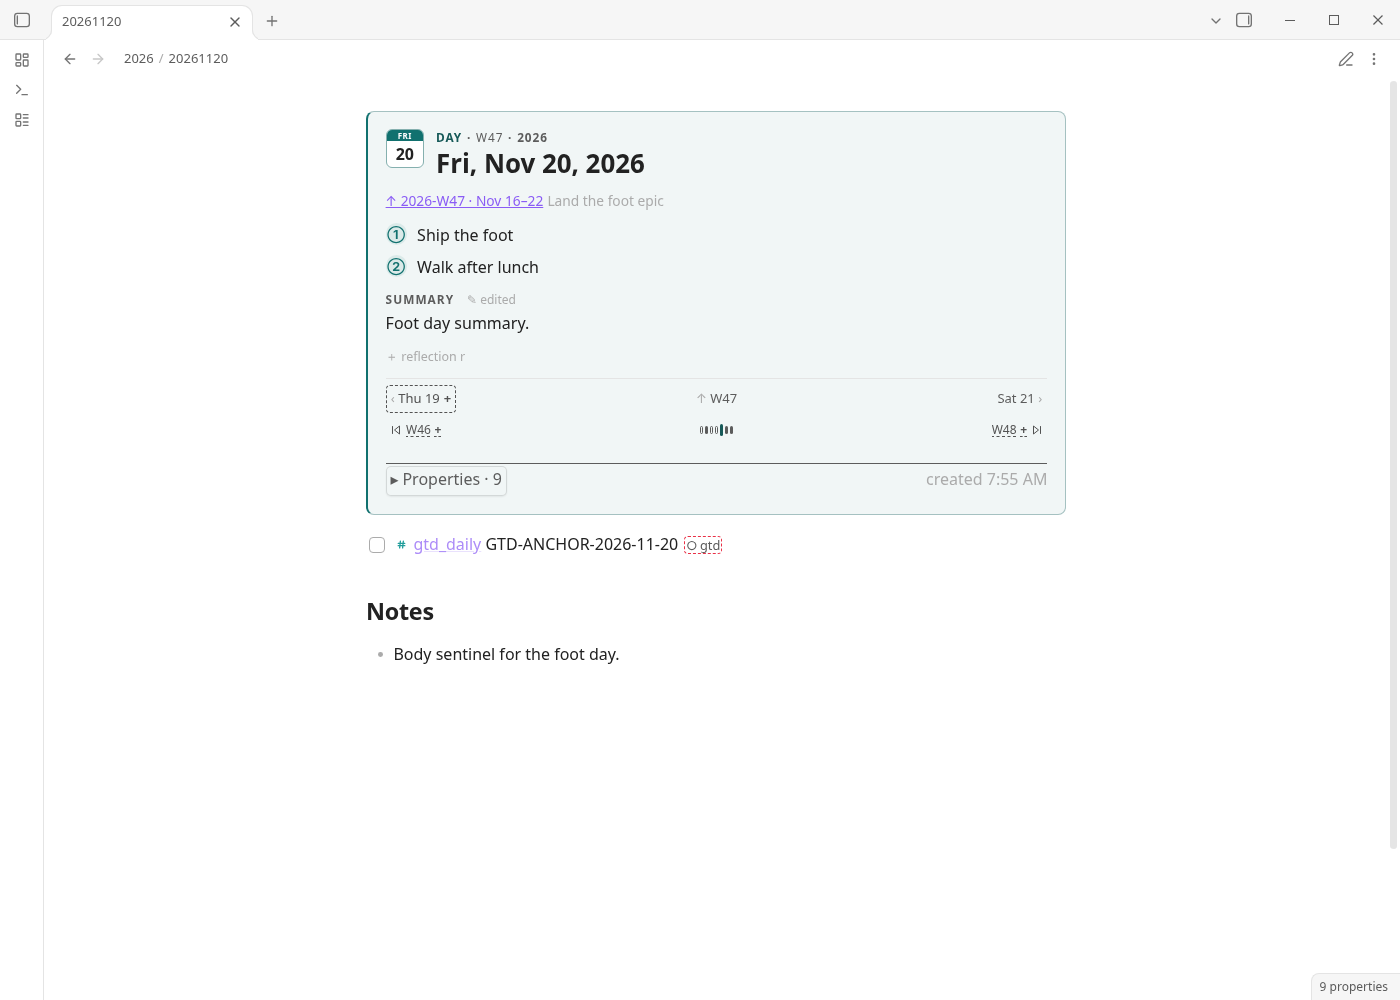 20261120
2026 / 20261120
FRI
20
DAY · W47 · 2026
Fri, Nov 20, 2026
↑ 2026-W47 · Nov 16–22 Land the foot epic
1 Ship the foot
2 Walk after lunch
SUMMARY ✎ edited
Foot day summary.
+ reflection r
‹ Thu 19 + ↑ W47 Sat 21 ›
W46 + W48 +
▸ Properties · 9 created 7:55 AM
# gtd_daily GTD-ANCHOR-2026-11-20 gtd
Notes
• Body sentinel for the foot day.
9 properties